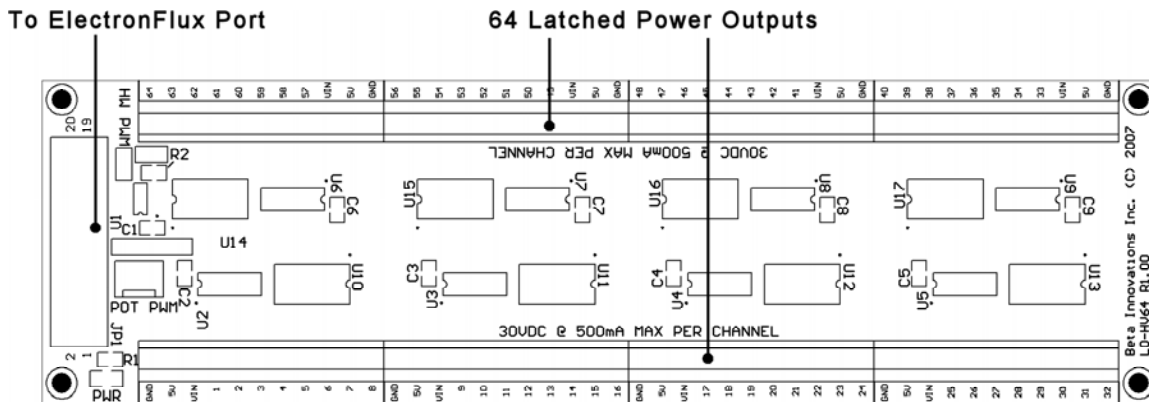 To ElectronFlux Port
64 Latched Power Outputs
HW PWM
64 63 62 61 60 59 58 57 VIN 5V GND 56 55 54 53 52 51 50 49 VIN 5V GND 48 47 46 45 44 43 42 41 VIN 5V GND 40 39 38 37 36 35 34 33 VIN 5V GND
20 19
30VDC @ 500mA MAX PER CHANNEL
R2
U6 U15 U7 U16 U8 U17 U9
C6 C7 C8 C9
U1
C1
U14
U10 C3 U11 C4 U12 C5 U13
C2 U2 U3 U4 U5
POT PWM
JP1
30VDC @ 500mA MAX PER CHANNEL
2 1
R1
PWR
GND 5V VIN 1 2 3 4 5 6 7 8 GND 5V VIN 9 10 11 12 13 14 15 16 GND 5V VIN 17 18 19 20 21 22 23 24 GND 5V VIN 25 26 27 28 29 30 31 32
Beta Innovations Inc. (C) 2007
LO-HV64 R1.00